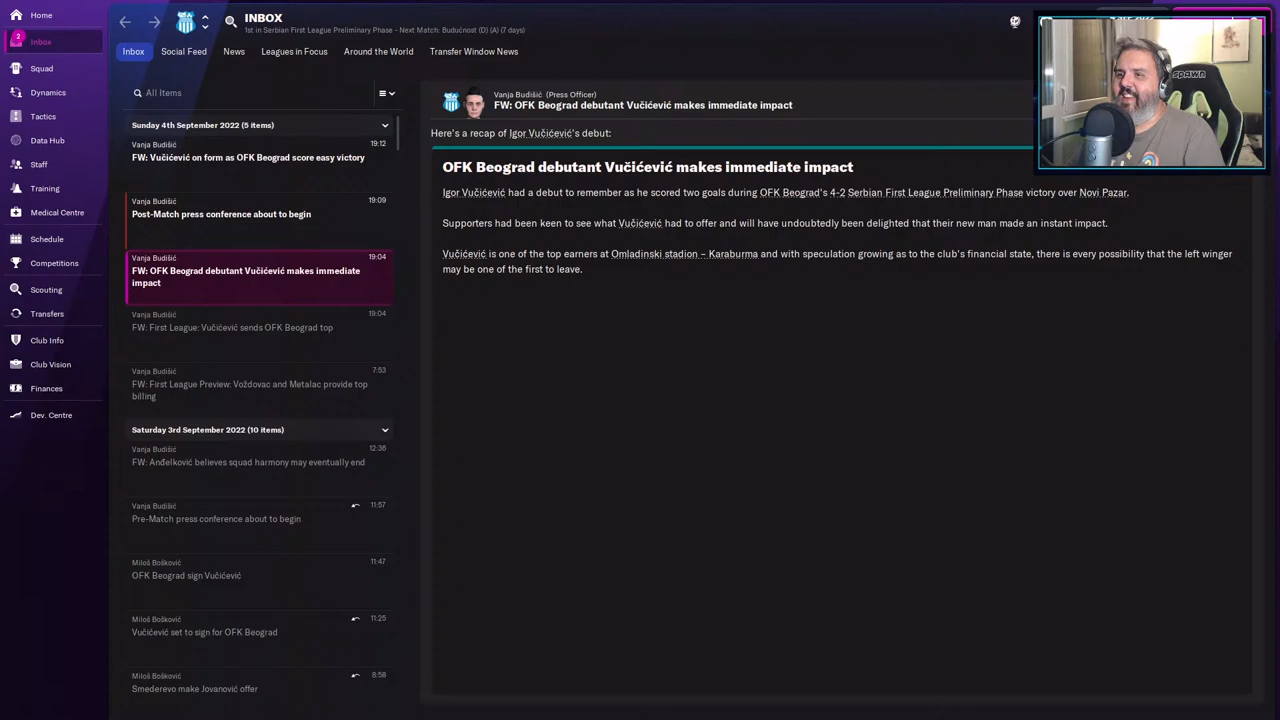 Home
2
Inbox
Squad
Dynamics
Tactics
Data Hub
Staff
Training
Medical Centre
Schedule
Competitions
Scouting
Transfers
Club Info
Club Vision
Finances
Dev. Centre
INBOX
1st in Serbian First League Preliminary Phase - Next Match: Budućnost (D) (A) (7 days)
Inbox
Social Feed
News
Leagues in Focus
Around the World
Transfer Window News
All Items
Sunday 4th September 2022 (5 items)
Vanja Budišić
19:12
FW: Vučićević on form as OFK Beograd score easy victory
Vanja Budišić
19:09
Post-Match press conference about to begin
Vanja Budišić
19:04
FW: OFK Beograd debutant Vučićević makes immediate
impact
Vanja Budišić
19:04
FW: First League: Vučićević sends OFK Beograd top
Vanja Budišić
7:53
FW: First League Preview: Voždovac and Metalac provide top
billing
Saturday 3rd September 2022 (10 items)
Vanja Budišić
12:36
FW: Anđelković believes squad harmony may eventually end
Vanja Budišić
11:57
Pre-Match press conference about to begin
Miloš Bošković
11:47
OFK Beograd sign Vučićević
Miloš Bošković
11:25
Vučićević set to sign for OFK Beograd
Miloš Bošković
8:58
Smederevo make Jovanović offer
Vanja Budišić (Press Officer)
FW: OFK Beograd debutant Vučićević makes immediate impact
Here's a recap of Igor Vučićević's debut:
OFK Beograd debutant Vučićević makes immediate impact
Igor Vučićević had a debut to remember as he scored two goals during OFK Beograd's 4-2 Serbian First League Preliminary Phase victory over Novi Pazar.
Supporters had been keen to see what Vučićević had to offer and will have undoubtedly been delighted that their new man made an instant impact.
Vučićević is one of the top earners at Omladinski stadion – Karaburma and with speculation growing as to the club's financial state, there is every possibility that the left winger
may be one of the first to leave.
spawn